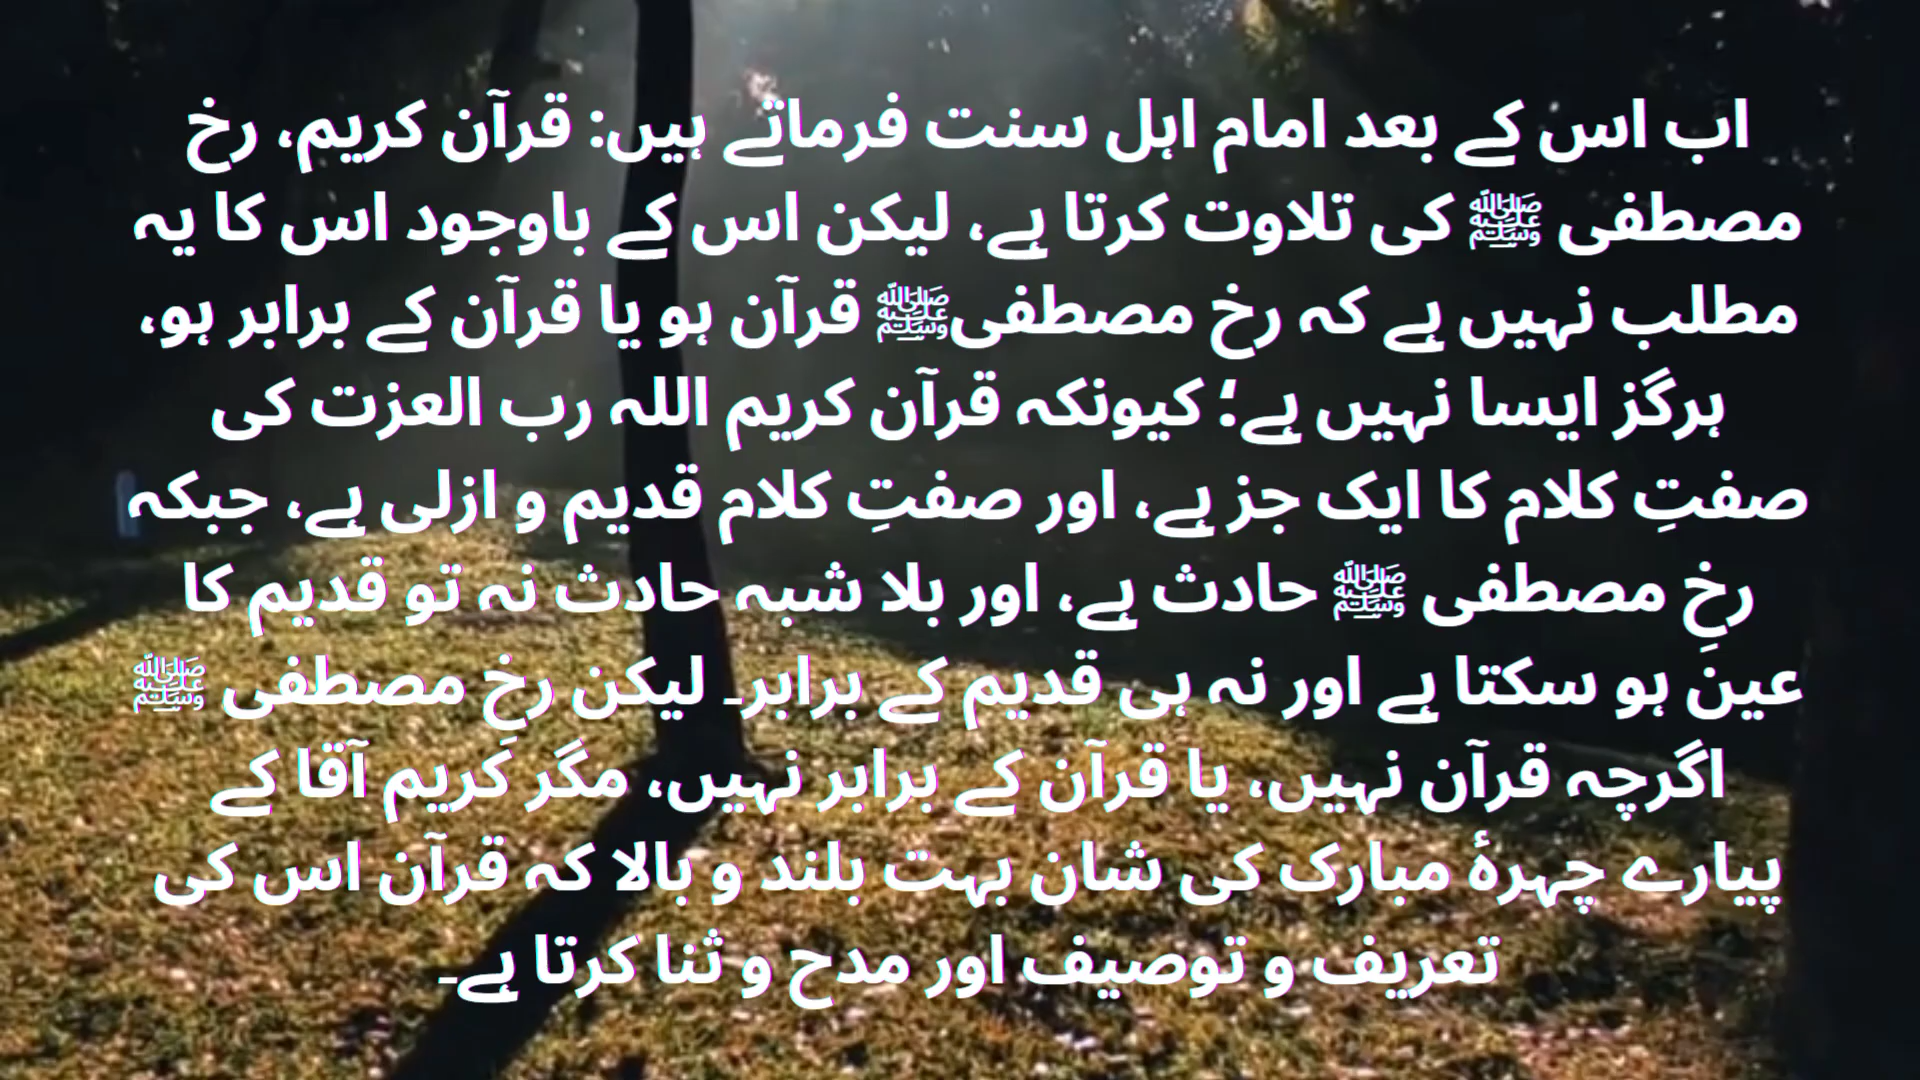 اب اس کے بعد امام اہل سنت فرماتے ہیں: قرآن کریم، رخ
مصطفی ﷺ کی تلاوت کرتا ہے، لیکن اس کے باوجود اس کا یہ
مطلب نہیں ہے کہ رخ مصطفیﷺ قرآن ہو یا قرآن کے برابر ہو،
ہرگز ایسا نہیں ہے؛ کیونکہ قرآن کریم اللہ رب العزت کی
صفتِ کلام کا ایک جز ہے، اور صفتِ کلام قدیم و ازلی ہے، جبکہ
رخِ مصطفی ﷺ حادث ہے، اور بلا شبہ حادث نہ تو قدیم کا
عین ہو سکتا ہے اور نہ ہی قدیم کے برابر۔ لیکن رخِ مصطفی ﷺ
اگرچہ قرآن نہیں، یا قرآن کے برابر نہیں، مگر کریم آقا کے
پیارے چہرۂ مبارک کی شان بہت بلند و بالا کہ قرآن اس کی
تعریف و توصیف اور مدح و ثنا کرتا ہے۔